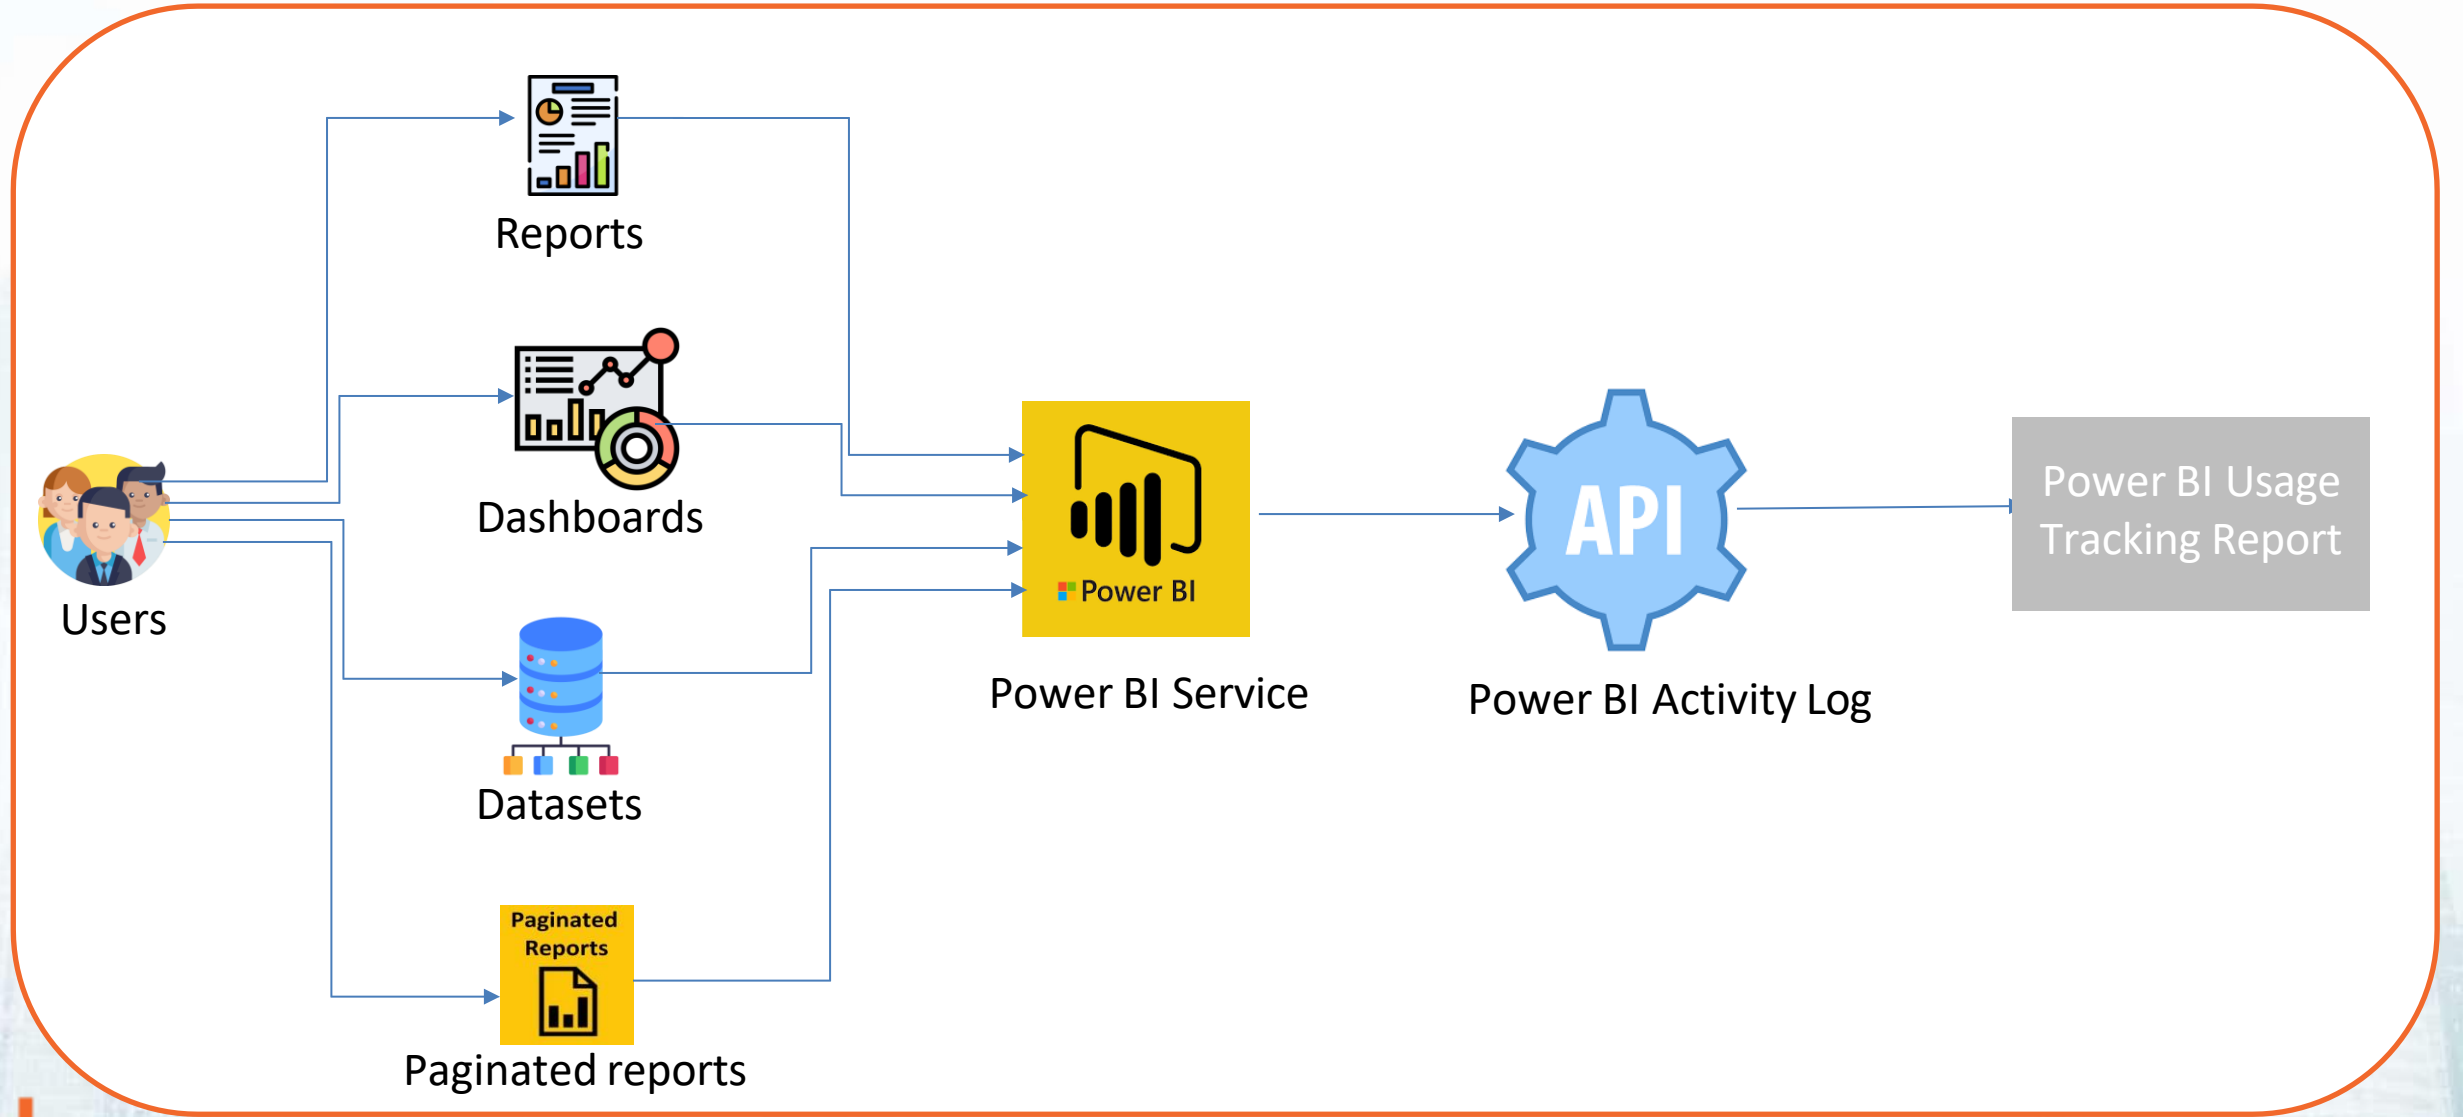 Reports
Dashboards
Users
Datasets
Paginated
Reports
Paginated reports
Power BI
Power BI Service
API
Power BI Activity Log
Power BI Usage
Tracking Report